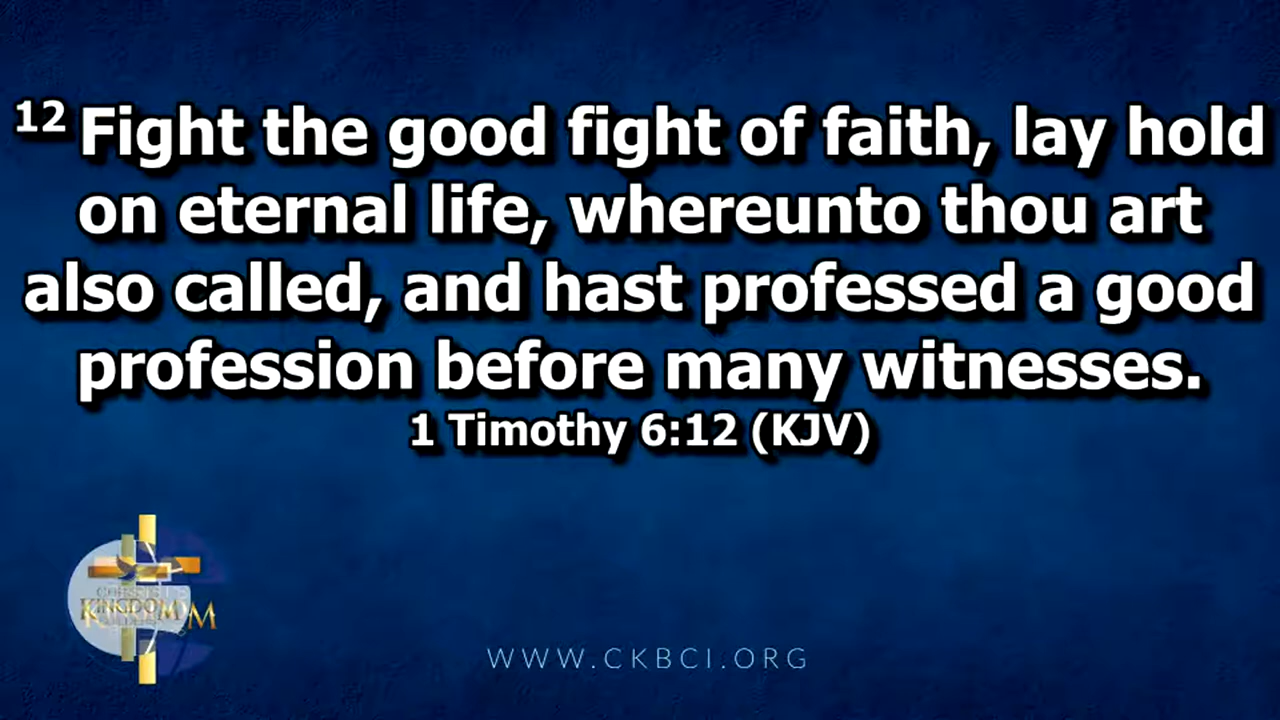 12 Fight the good fight of faith, lay hold
on eternal life, whereunto thou art
also called, and hast professed a good
profession before many witnesses.
1 Timothy 6:12 (KJV)
KINGDOM
WWW.CKBCI.ORG